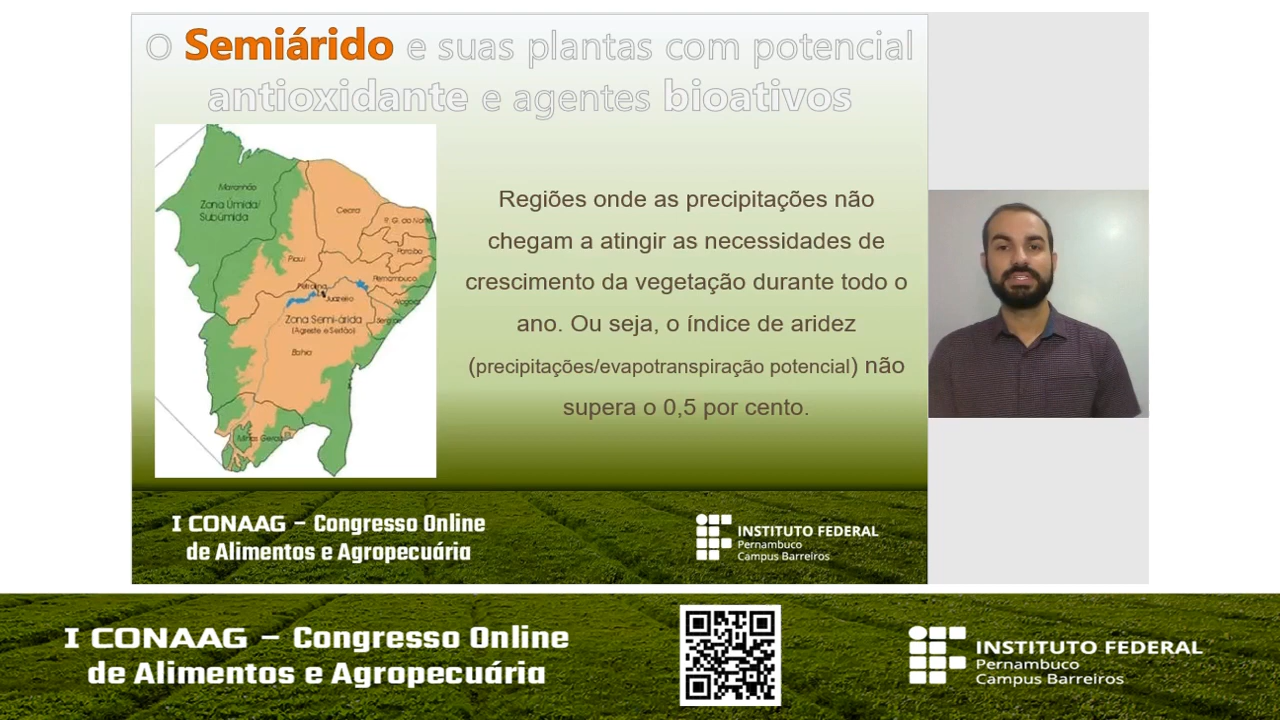 O Semiárido e suas plantas com potencial
antioxidante e agentes bioativos
Maranhão
Zona Úmida/
Subúmida
Ceara
R. G. do Norte
Paraiba
Piauí
Pernambuco
Petrolina
Juazeiro
Alagoas
Zona Semi-árida
(Agreste e Sertão)
Sergipe
Bahia
Minas Gerais
Regiões onde as precipitações não
chegam a atingir as necessidades de
crescimento da vegetação durante todo o
ano. Ou seja, o índice de aridez
(precipitações/evapotranspiração potencial) não
supera o 0,5 por cento.
I CONAAG – Congresso Online
de Alimentos e Agropecuária
INSTITUTO FEDERAL
Pernambuco
Campus Barreiros
I CONAAG – Congresso Online
de Alimentos e Agropecuária
INSTITUTO FEDERAL
Pernambuco
Campus Barreiros